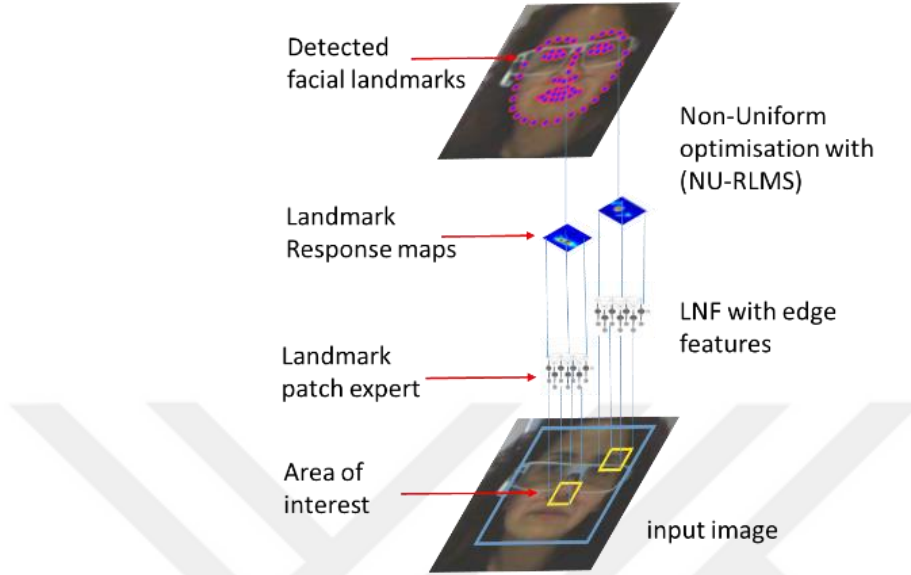 Detected
facial landmarks
Non-Uniform
optimisation with
(NU-RLMS)
Landmark
Response maps
LNF with edge
features
Landmark
patch expert
Area of
interest
input image